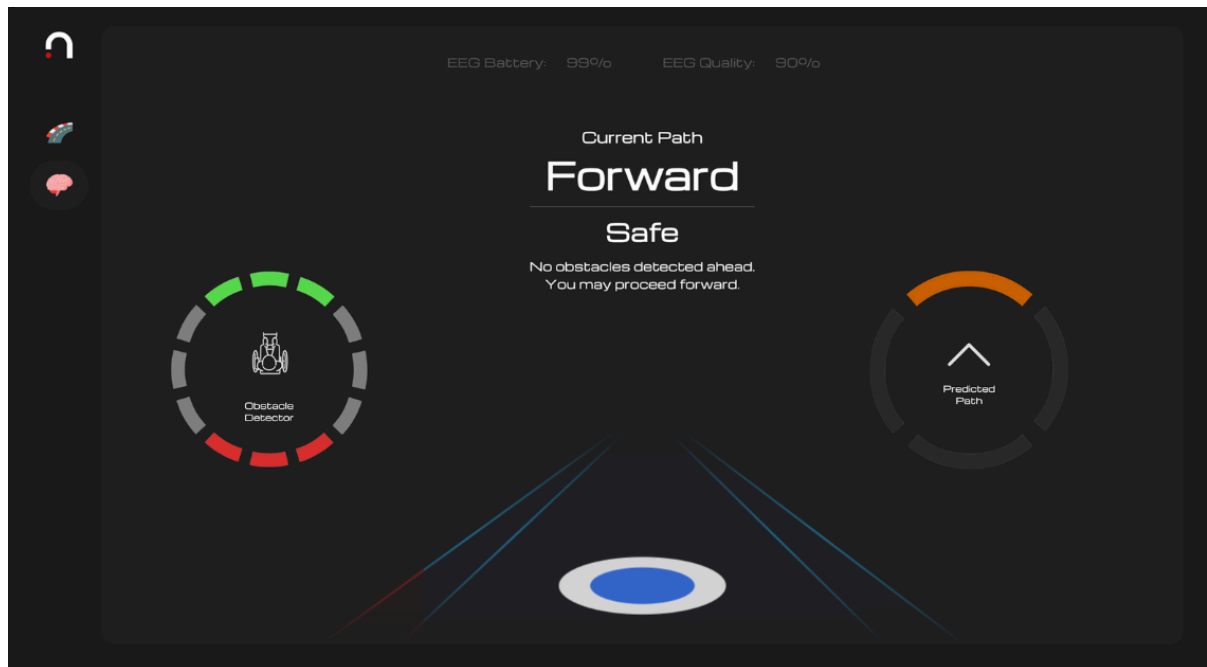 EEG Battery: 99% EEG Quality: 90%
Current Path
Forward
Safe
No obstacles detected ahead.
You may proceed forward.
Obstacle
Detector
Predicted
Path